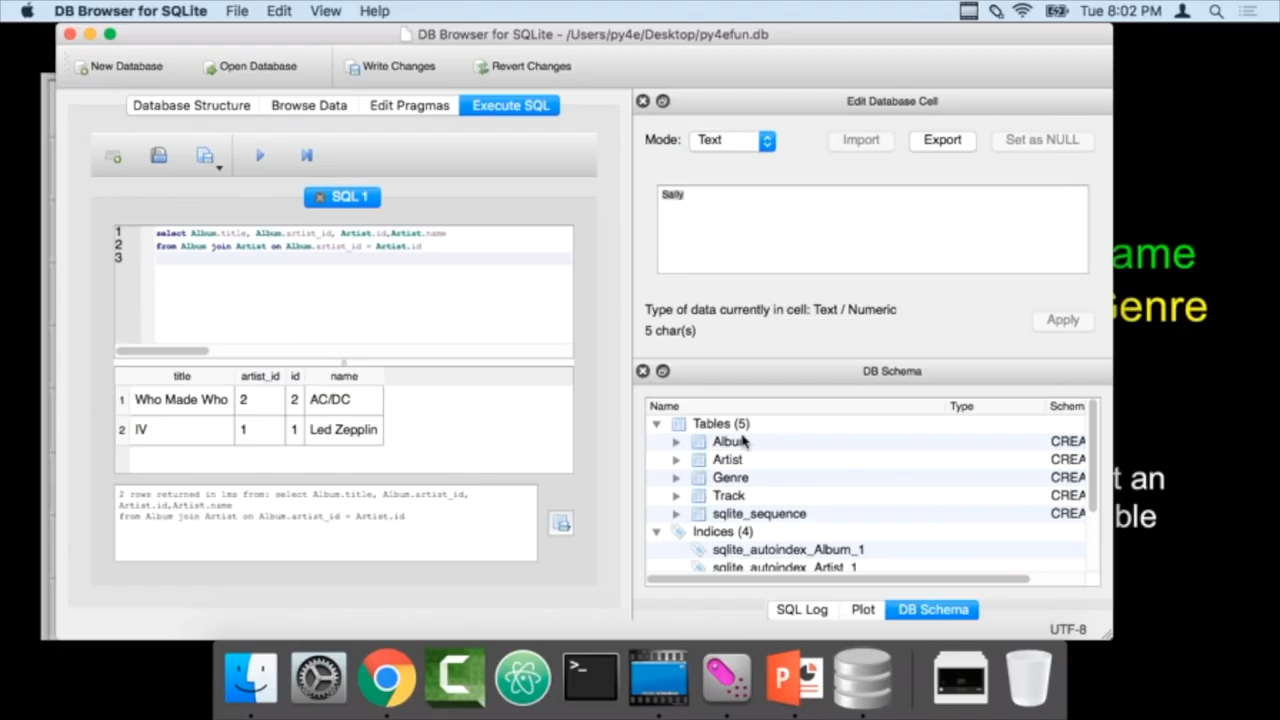 DB Browser for SQLite File Edit View Help Tue 8:02 PM
DB Browser for SQLite - /Users/py4e/Desktop/py4efun.db
New Database Open Database Write Changes Revert Changes
Database Structure Browse Data Edit Pragmas Execute SQL
SQL 1
1 select Album.title, Album.artist_id, Artist.id,Artist.name
2 from Album join Artist on Album.artist_id = Artist.id
3
title artist_id id name
1 Who Made Who 2 2 AC/DC
2 IV 1 1 Led Zepplin
2 rows returned in 1ms from: select Album.title, Album.artist_id,
Artist.id,Artist.name
from Album join Artist on Album.artist_id = Artist.id
Edit Database Cell
Mode: Text Import Export Set as NULL
Sally
Type of data currently in cell: Text / Numeric
5 char(s)
Apply
DB Schema
Name Type Schem
Tables (5)
Album CREA
Artist CREA
Genre CREA
Track CREA
sqlite_sequence CREA
Indices (4)
sqlite_autoindex_Album_1
sqlite_autoindex_Artist_1
SQL Log Plot DB Schema
UTF-8
ame
Genre
t an
ble